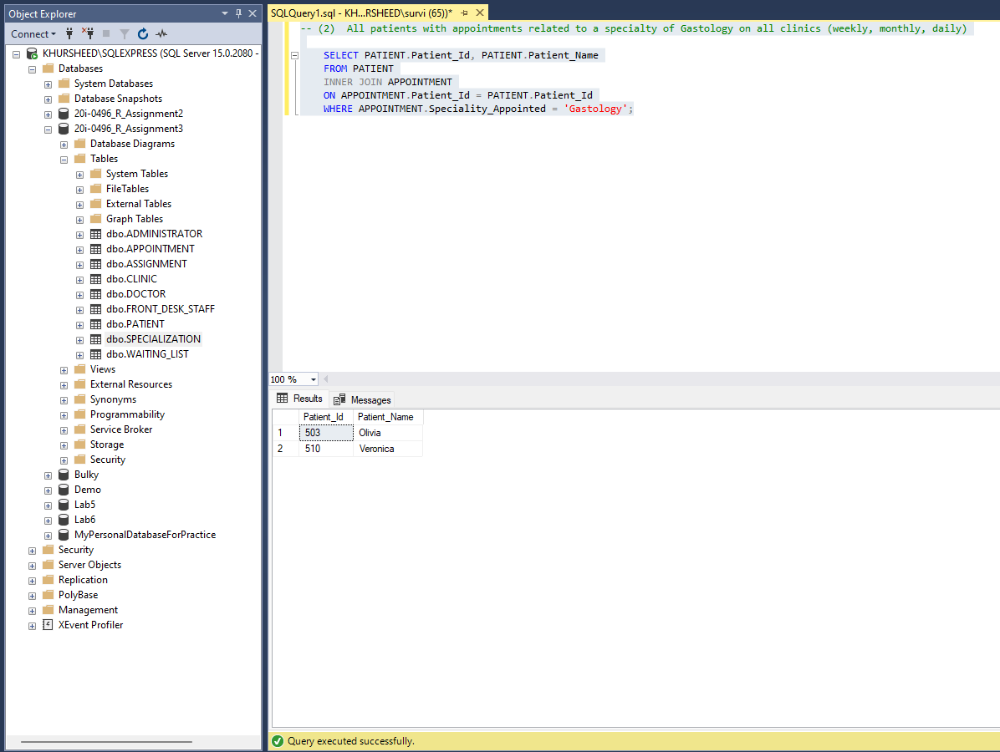 Object Explorer
Connect
KHURSHEED\SQLEXPRESS (SQL Server 15.0.2080 -
Databases
System Databases
Database Snapshots
20i-0496_R_Assignment2
20i-0496_R_Assignment3
Database Diagrams
Tables
System Tables
FileTables
External Tables
Graph Tables
dbo.ADMINISTRATOR
dbo.APPOINTMENT
dbo.ASSIGNMENT
dbo.CLINIC
dbo.DOCTOR
dbo.FRONT_DESK_STAFF
dbo.PATIENT
dbo.SPECIALIZATION
dbo.WAITING_LIST
Views
External Resources
Synonyms
Programmability
Service Broker
Storage
Security
Bulky
Demo
Lab5
Lab6
MyPersonalDatabaseForPractice
Security
Server Objects
Replication
PolyBase
Management
XEvent Profiler
SQLQuery1.sql - KH...RSHEED\survi (65))*
-- (2)  All patients with appointments related to a specialty of Gastology on all clinics (weekly, monthly, daily)
SELECT PATIENT.Patient_Id, PATIENT.Patient_Name
FROM PATIENT
INNER JOIN APPOINTMENT
ON APPOINTMENT.Patient_Id = PATIENT.Patient_Id
WHERE APPOINTMENT.Speciality_Appointed = 'Gastology';
100 %
Results Messages
Patient_Id Patient_Name
1 503 Olivia
2 510 Veronica
Query executed successfully.